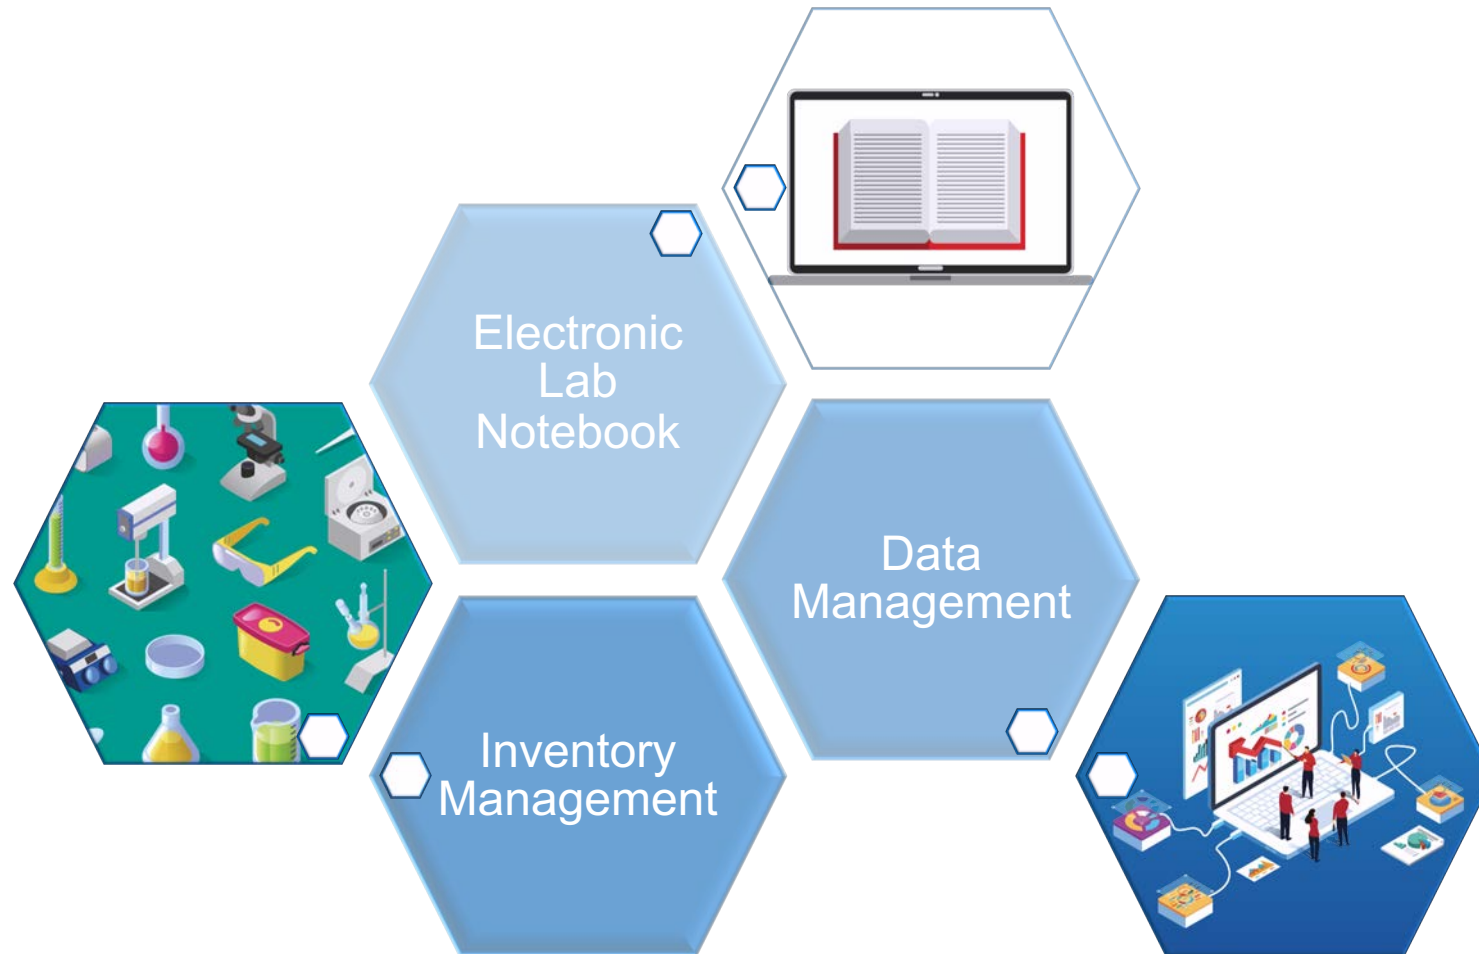 Electronic
Lab
Notebook
Data
Management
Inventory
Management